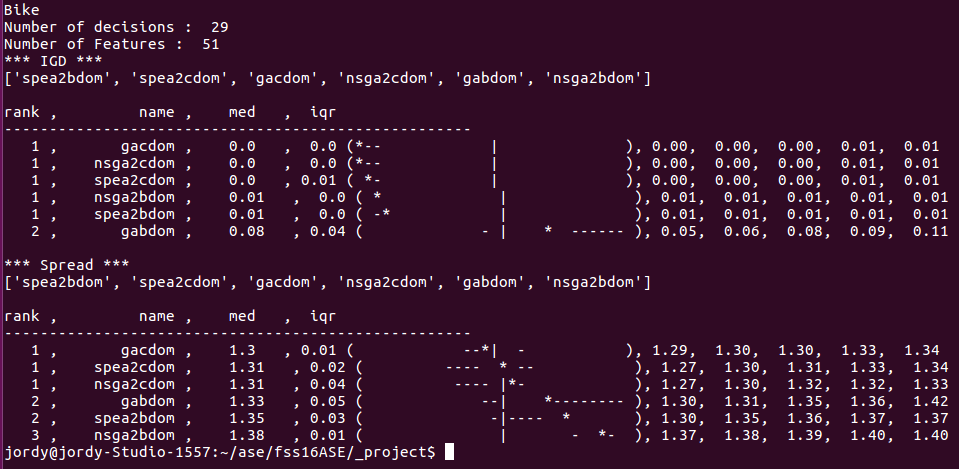 Bike
Number of decisions :  29
Number of Features :  51
*** IGD ***
['spea2bdom', 'spea2cdom', 'gacdom', 'nsga2cdom', 'gabdom', 'nsga2bdom']
rank ,         name ,    med   ,  iqr
----------------------------------------------------
   1 ,       gacdom ,    0.0   ,  0.0 (*--            |              ), 0.00,  0.00,  0.00,  0.01,  0.01
   1 ,    nsga2cdom ,    0.0   ,  0.0 (*--            |              ), 0.00,  0.00,  0.00,  0.01,  0.01
   1 ,    spea2cdom ,    0.0   , 0.01 ( *-            |              ), 0.00,  0.00,  0.00,  0.01,  0.01
   1 ,    nsga2bdom ,    0.01   ,  0.0 ( *             |              ), 0.01,  0.01,  0.01,  0.01,  0.01
   1 ,    spea2bdom ,    0.01   ,  0.0 ( -*            |              ), 0.01,  0.01,  0.01,  0.01,  0.01
   2 ,       gabdom ,    0.08   , 0.04 (             - |    *  ------ ), 0.05,  0.06,  0.08,  0.09,  0.11
*** Spread ***
['spea2bdom', 'spea2cdom', 'gacdom', 'nsga2cdom', 'gabdom', 'nsga2bdom']
rank ,         name ,    med   ,  iqr
----------------------------------------------------
   1 ,       gacdom ,    1.3   , 0.01 (            --*|  -           ), 1.29,  1.30,  1.30,  1.33,  1.34
   1 ,    spea2cdom ,    1.31   , 0.02 (         ----  * --           ), 1.27,  1.30,  1.31,  1.33,  1.34
   1 ,    nsga2cdom ,    1.31   , 0.04 (          ---- |*-            ), 1.27,  1.30,  1.32,  1.32,  1.33
   2 ,       gabdom ,    1.33   , 0.05 (             --|    *-------- ), 1.30,  1.31,  1.35,  1.36,  1.42
   2 ,    spea2bdom ,    1.35   , 0.03 (              -|----  *       ), 1.30,  1.35,  1.36,  1.37,  1.37
   3 ,    nsga2bdom ,    1.38   , 0.01 (               |       -  *-  ), 1.37,  1.38,  1.39,  1.40,  1.40
jordy@jordy-Studio-1557:~/ase/fss16ASE/_project$